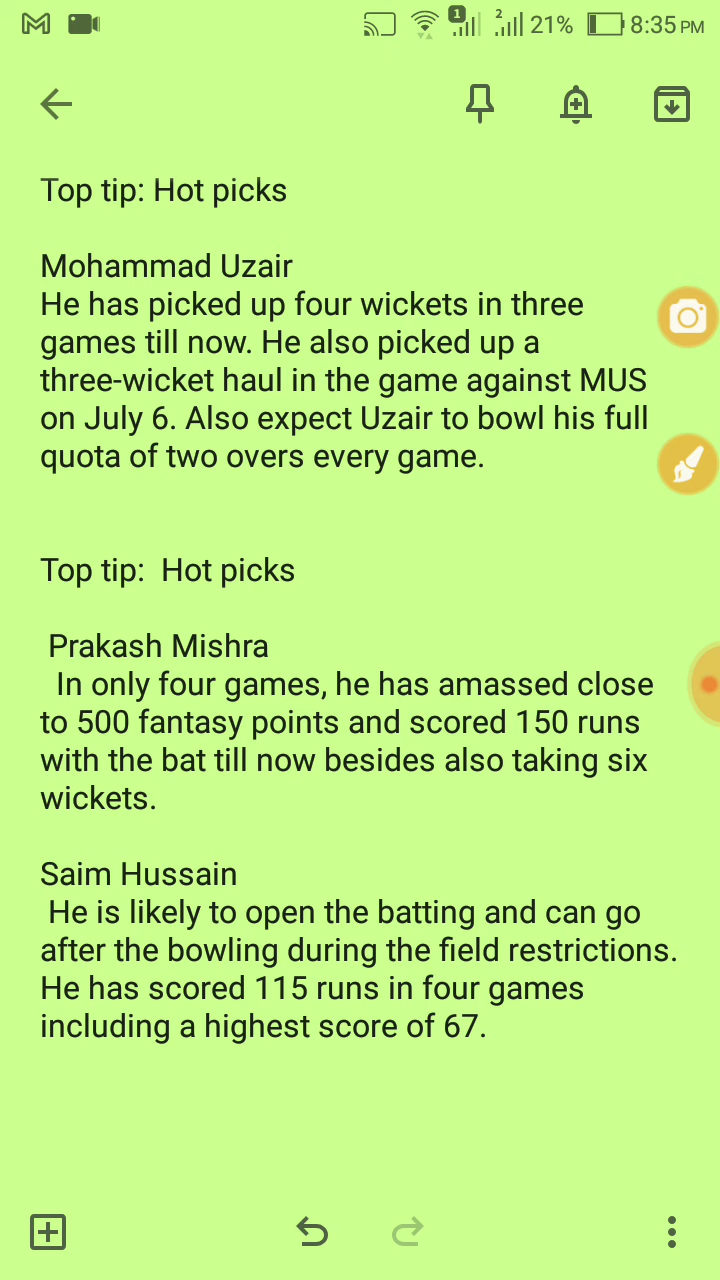 1 2 21% 8:35 PM
Top tip: Hot picks
Mohammad Uzair
He has picked up four wickets in three
games till now. He also picked up a
three-wicket haul in the game against MUS
on July 6. Also expect Uzair to bowl his full
quota of two overs every game.
Top tip:  Hot picks
Prakash Mishra
In only four games, he has amassed close
to 500 fantasy points and scored 150 runs
with the bat till now besides also taking six
wickets.
Saim Hussain
He is likely to open the batting and can go
after the bowling during the field restrictions.
He has scored 115 runs in four games
including a highest score of 67.